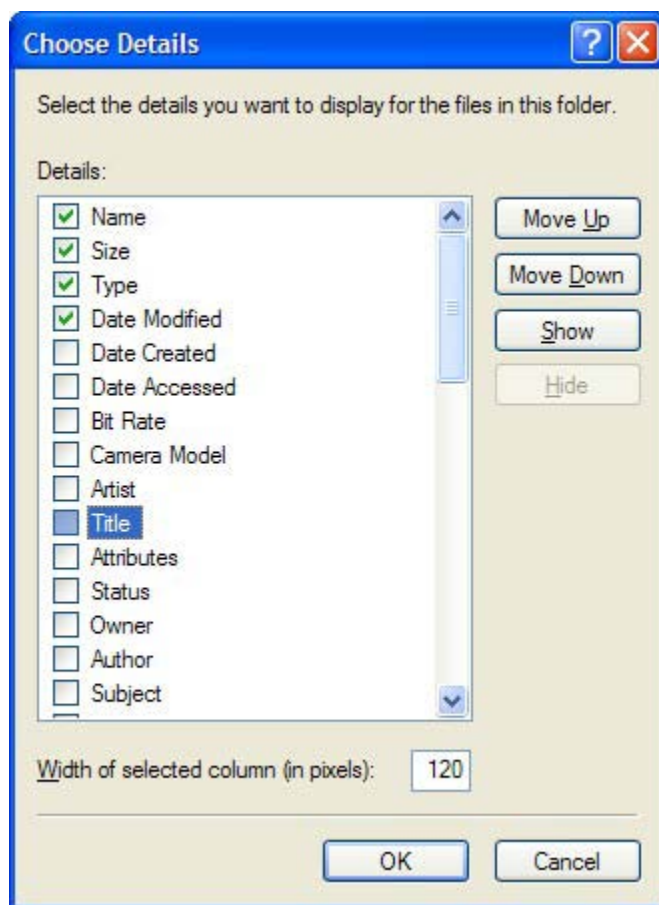 Choose Details
Select the details you want to display for the files in this folder.
Details:
Name
Size
Type
Date Modified
Date Created
Date Accessed
Bit Rate
Camera Model
Artist
Title
Attributes
Status
Owner
Author
Subject
Move Up
Move Down
Show
Hide
Width of selected column (in pixels): 120
OK Cancel